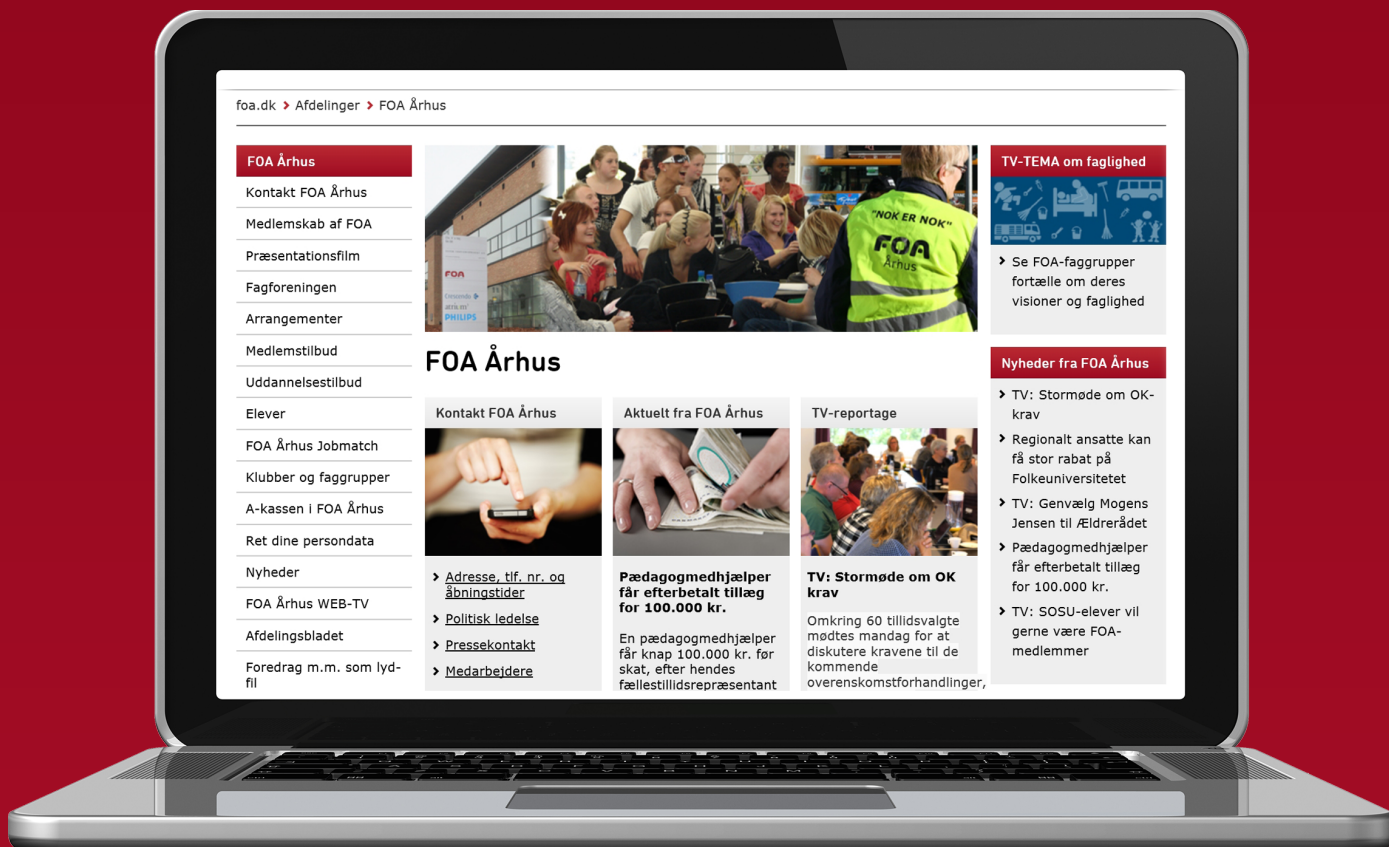 foa.dk > Afdelinger > FOA Århus
FOA Århus
Kontakt FOA Århus
Medlemskab af FOA
Præsentationsfilm
Fagforeningen
Arrangementer
Medlemstilbud
Uddannelsestilbud
Elever
FOA Århus Jobmatch
Klubber og faggrupper
A-kassen i FOA Århus
Ret dine persondata
Nyheder
FOA Århus WEB-TV
Afdelingsbladet
Foredrag m.m. som lyd-
fil
"NOK ER NOK"
FOA
Århus
FOA
PHILIPS
FOA Århus
Kontakt FOA Århus
Adresse, tlf. nr. og
åbningstider
Politisk ledelse
Pressekontakt
Medarbejdere
Aktuelt fra FOA Århus
Pædagogmedhjælper
får efterbetalt tillæg
for 100.000 kr.
En pædagogmedhjælper
får knap 100.000 kr. før
skat, efter hendes
fællestillidsrepræsentant
TV-reportage
TV: Stormøde om OK
krav
Omkring 60 tillidsvalgte
mødtes mandag for at
diskutere kravene til de
kommende
overenskomstforhandlinger,
TV-TEMA om faglighed
Se FOA-faggrupper
fortælle om deres
visioner og faglighed
Nyheder fra FOA Århus
TV: Stormøde om OK-
krav
Regionalt ansatte kan
få stor rabat på
Folkeuniversitetet
TV: Genvælg Mogens
Jensen til Ældrerådet
Pædagogmedhjælper
får efterbetalt tillæg
for 100.000 kr.
TV: SOSU-elever vil
gerne være FOA-
medlemmer